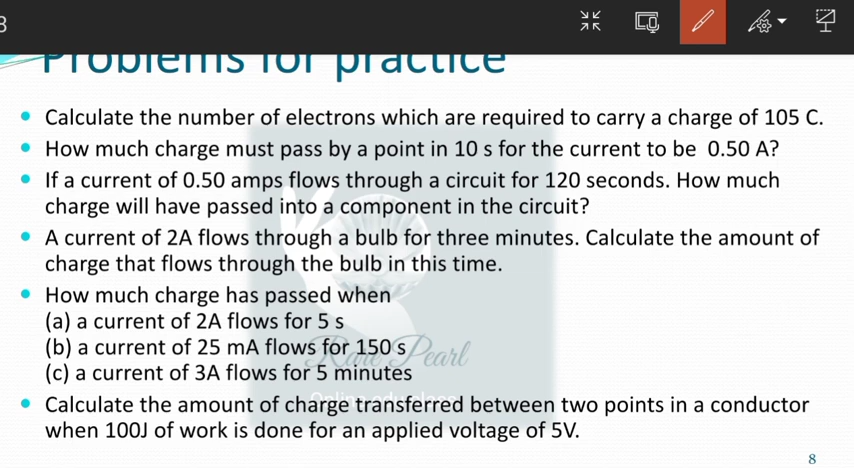 3
Problems for practice
Calculate the number of electrons which are required to carry a charge of 105 C.
How much charge must pass by a point in 10 s for the current to be 0.50 A?
If a current of 0.50 amps flows through a circuit for 120 seconds. How much
charge will have passed into a component in the circuit?
A current of 2A flows through a bulb for three minutes. Calculate the amount of
charge that flows through the bulb in this time.
How much charge has passed when
(a) a current of 2A flows for 5 s
(b) a current of 25 mA flows for 150 s
Rare Pearl
(c) a current of 3A flows for 5 minutes
Calculate the amount of charge transferred between two points in a conductor
when 100J of work is done for an applied voltage of 5V.
8